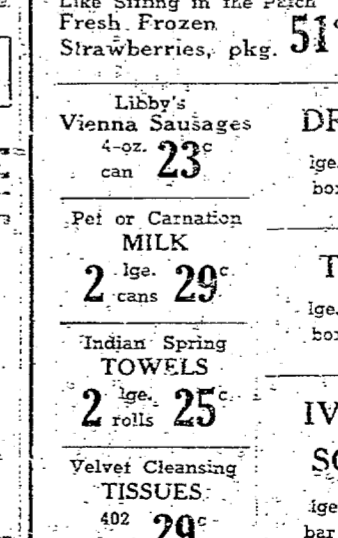 Like Sitting in the Patch
Fresh Frozen
Strawberries, pkg. 51c
Libby's
Vienna Sausages
4-oz. can 23c
Pet or Carnation
MILK
2 lge. cans 29c
Indian Spring
TOWELS
2 lge. rolls 25c
Velvet Cleansing
TISSUES
402 29c
DR
lge.
box
T
lge.
box
IV
SO
lge
bar